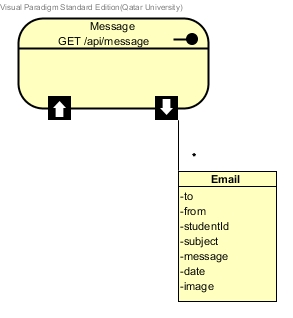 Visual Paradigm Standard Edition(Qatar University)
Message
GET /api/message
*
Email
-to
-from
-studentId
-subject
-message
-date
-image